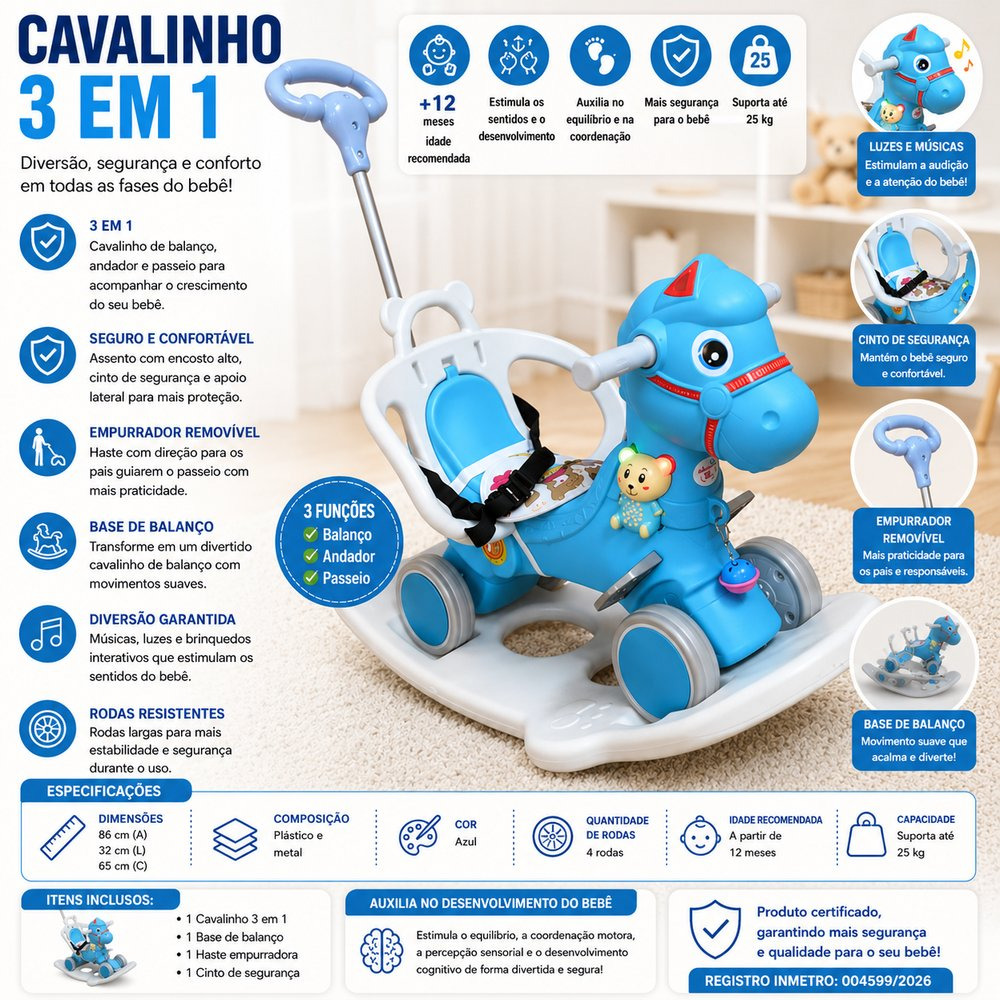 CAVALINHO
3 EM 1
Diversão, segurança e conforto
em todas as fases do bebê!
+12
meses
idade
recomendada
Estimula os
sentidos e o
desenvolvimento
Auxilia no
equilíbrio e na
coordenação
Mais segurança
para o bebê
25
Suporta até
25 kg
LUZES E MÚSICAS
Estimulam a audição
e a atenção do bebê!
3 EM 1
Cavalinho de balanço,
andador e passeio para
acompanhar o crescimento
do seu bebê.
SEGURO E CONFORTÁVEL
Assento com encosto alto,
cinto de segurança e apoio
lateral para mais proteção.
EMPURRADOR REMOVÍVEL
Haste com direção para os
pais guiarem o passeio com
mais praticidade.
BASE DE BALANÇO
Transforme em um divertido
cavalinho de balanço com
movimentos suaves.
DIVERSÃO GARANTIDA
Músicas, luzes e brinquedos
interativos que estimulam os
sentidos do bebê.
RODAS RESISTENTES
Rodas largas para mais
estabilidade e segurança
durante o uso.
3 FUNÇÕES
Balanço
Andador
Passeio
CINTO DE SEGURANÇA
Mantém o bebê seguro
e confortável.
EMPURRADOR
REMOVÍVEL
Mais praticidade para
os pais e responsáveis.
BASE DE BALANÇO
Movimento suave que
acalma e diverte!
ESPECIFICAÇÕES
DIMENSÕES
86 cm (A)
32 cm (L)
65 cm (C)
COMPOSIÇÃO
Plástico e
metal
COR
Azul
QUANTIDADE
DE RODAS
4 rodas
IDADE RECOMENDADA
A partir de
12 meses
CAPACIDADE
Suporta até
25 kg
ITENS INCLUSOS:
• 1 Cavalinho 3 em 1
• 1 Base de balanço
• 1 Haste empurradora
• 1 Cinto de segurança
AUXILIA NO DESENVOLVIMENTO DO BEBÊ
Estimula o equilíbrio, a coordenação motora,
a percepção sensorial e o desenvolvimento
cognitivo de forma divertida e segura!
Produto certificado,
garantindo mais segurança
e qualidade para o seu bebê!
REGISTRO INMETRO: 004599/2026